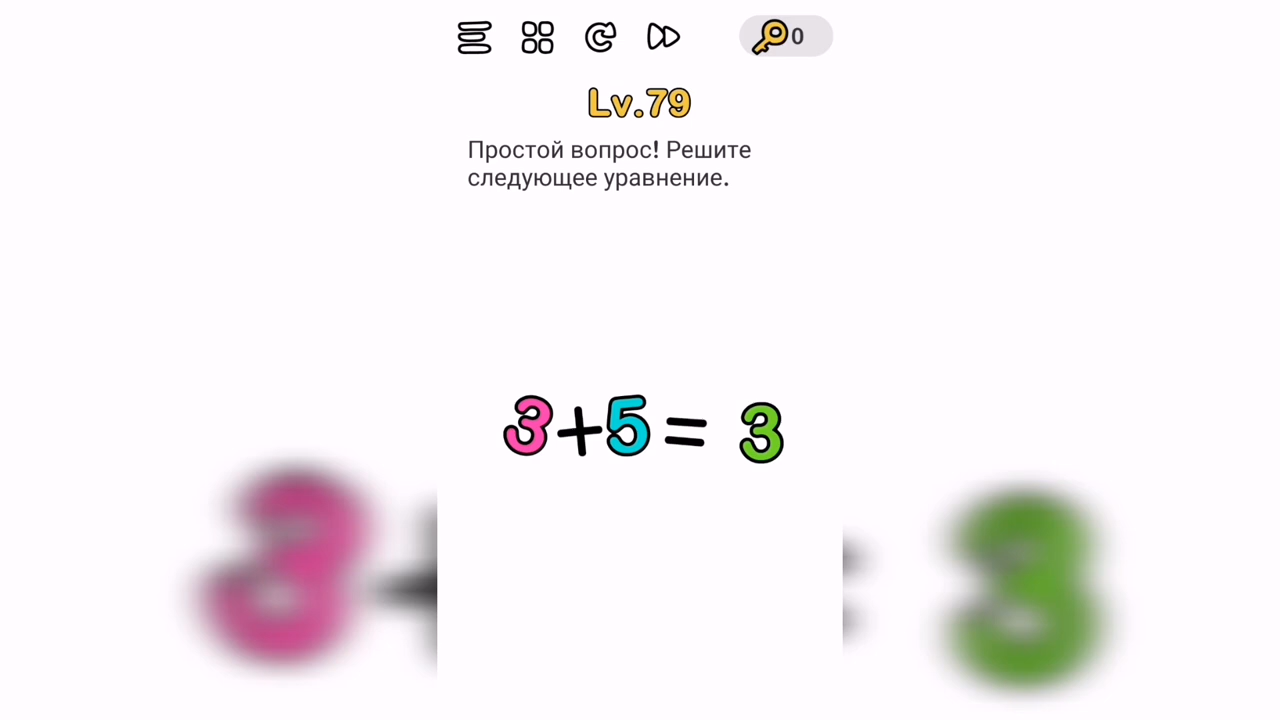 0
Lv.79
Простой вопрос! Решите
следующее уравнение.
3+5= 3